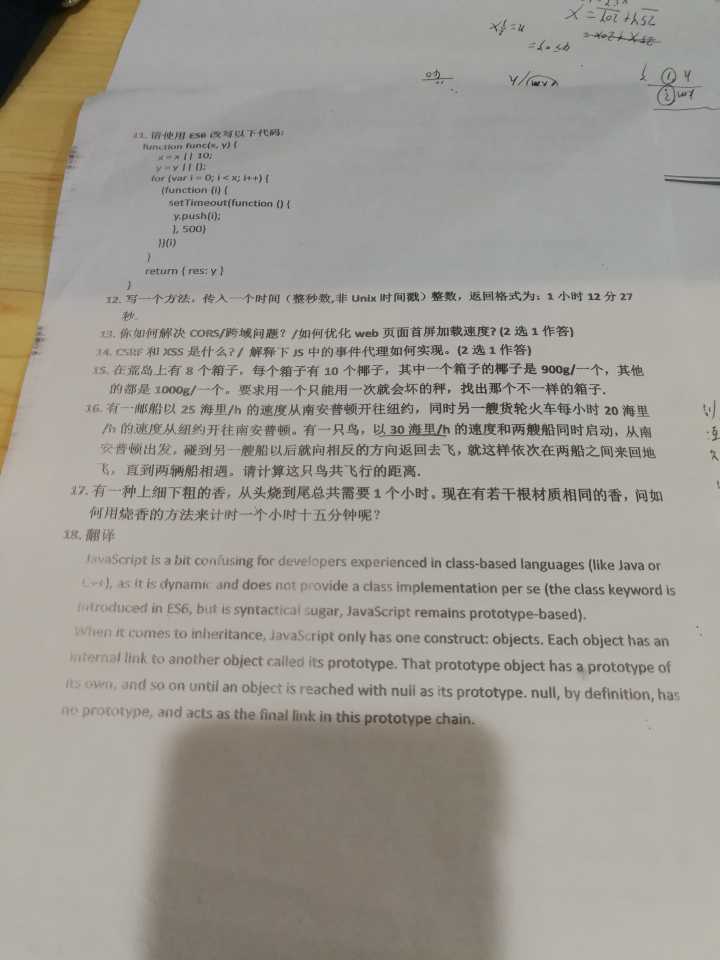 11. 请使用 ES6 改写以下代码:
function func(x, y) {
x = x || 10;
y = y || [];
for (var i = 0; i < x; i++) {
(function (i) {
setTimeout(function () {
y.push(i);
}, 500)
})(i)
}
return { res: y }
}
12. 写一个方法，传入一个时间（整秒数,非 Unix 时间戳）整数，返回格式为：1 小时 12 分 27
秒.
13. 你如何解决 CORS/跨域问题？/如何优化 web 页面首屏加载速度? (2 选 1 作答)
14. CSRF 和 XSS 是什么? / 解释下 JS 中的事件代理如何实现。(2 选 1 作答)
15. 在荒岛上有 8 个箱子，每个箱子有 10 个椰子，其中一个箱子的椰子是 900g/一个，其他
的都是 1000g/一个。要求用一个只能用一次就会坏的秤，找出那个不一样的箱子.
16. 有一邮船以 25 海里/h 的速度从南安普顿开往纽约，同时另一艘货轮火车每小时 20 海里
/h 的速度从纽约开往南安普顿。有一只鸟，以 30 海里/h 的速度和两艘船同时启动，从南
安普顿出发，碰到另一艘船以后就向相反的方向返回去飞，就这样依次在两船之间来回地
飞，直到两辆船相遇。请计算这只鸟共飞行的距离.
17. 有一种上细下粗的香，从头烧到尾总共需要 1 个小时。现在有若干根材质相同的香，问如
何用烧香的方法来计时一个小时十五分钟呢？
18. 翻译
JavaScript is a bit confusing for developers experienced in class-based languages (like Java or
C++), as it is dynamic and does not provide a class implementation per se (the class keyword is
introduced in ES6, but is syntactical sugar, JavaScript remains prototype-based).
When it comes to inheritance, JavaScript only has one construct: objects. Each object has an
internal link to another object called its prototype. That prototype object has a prototype of
its own, and so on until an object is reached with null as its prototype. null, by definition, has
no prototype, and acts as the final link in this prototype chain.